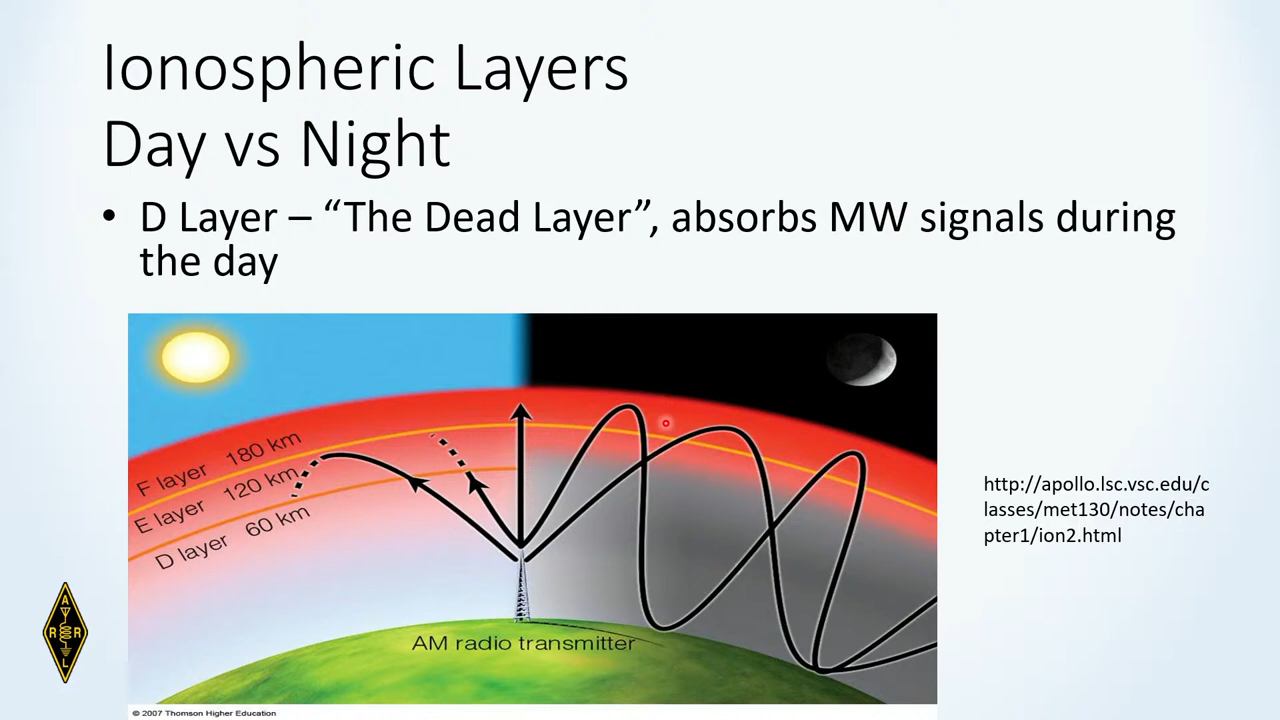 Ionospheric Layers
Day vs Night
• D Layer – “The Dead Layer”, absorbs MW signals during
the day
F layer 180 km
E layer 120 km
D layer 60 km
http://apollo.lsc.vsc.edu/c
lasses/met130/notes/cha
pter1/ion2.html
A
R R
L
AM radio transmitter
© 2007 Thomson Higher Education